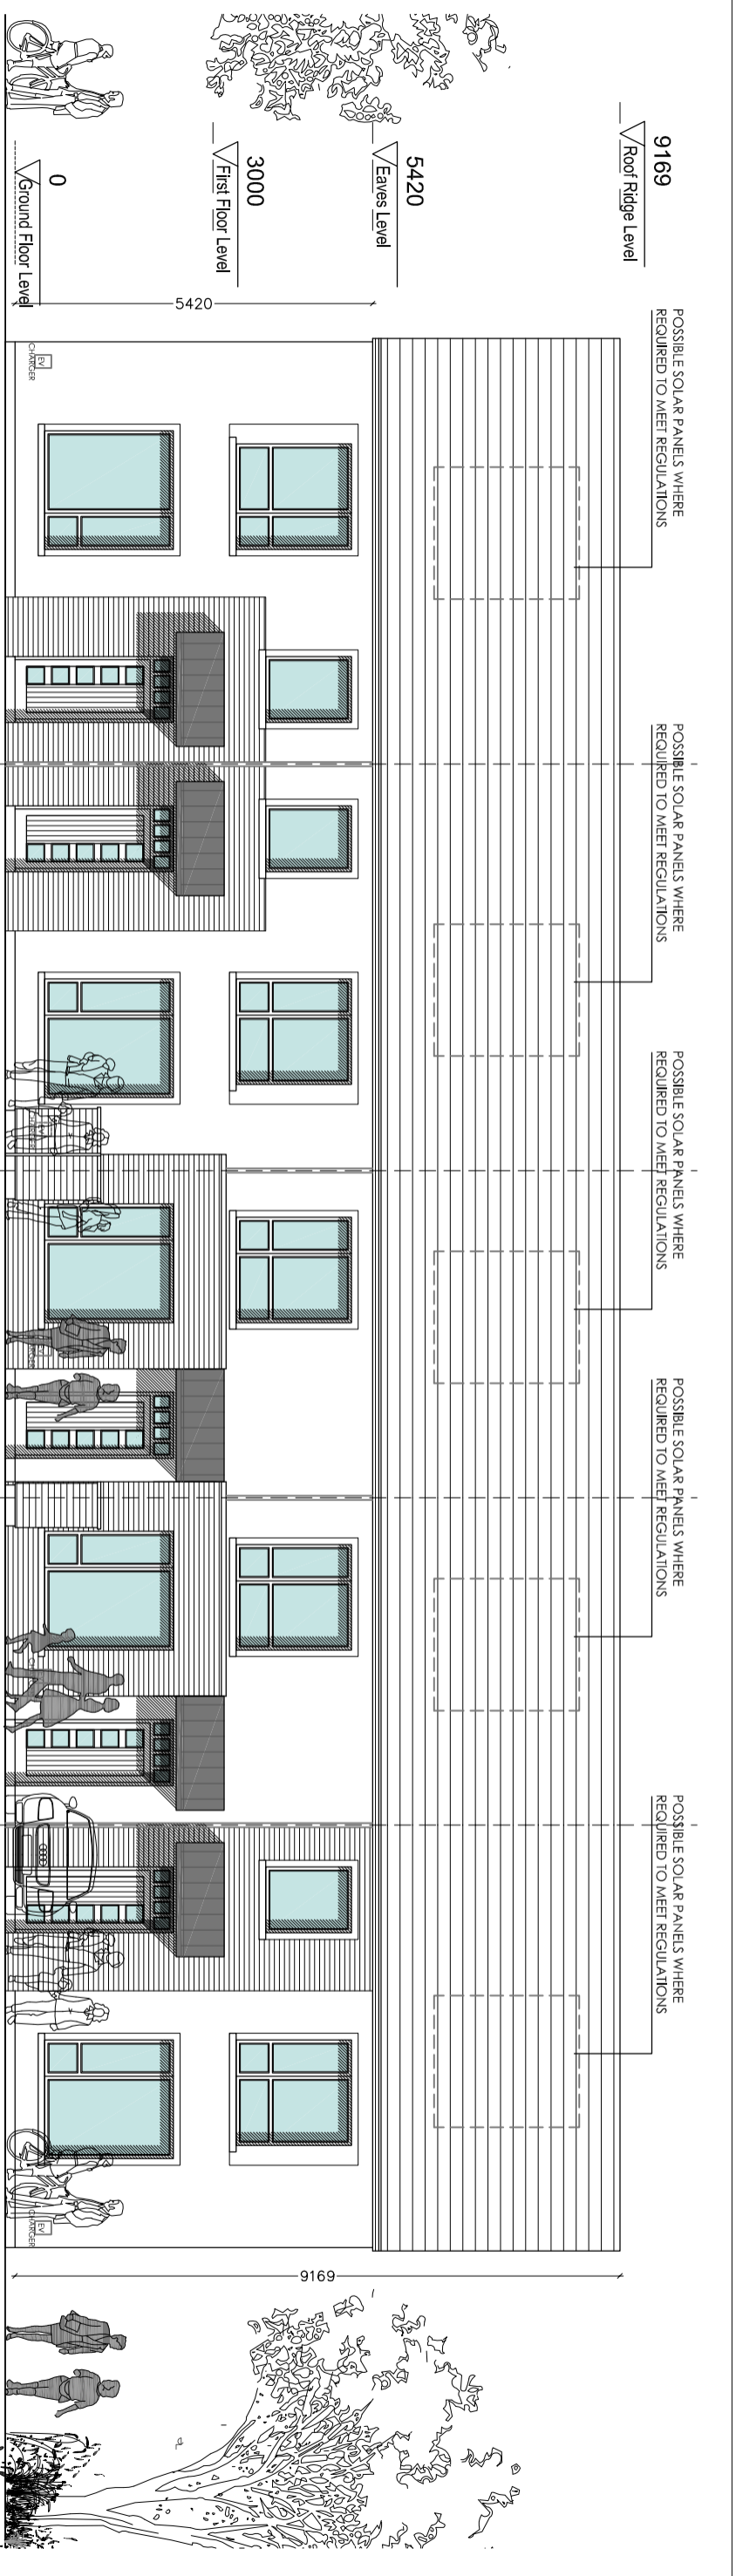 9169
Roof Ridge Level
5420
Eaves Level
3000
First Floor Level
0
Ground Floor Level
POSSIBLE SOLAR PANELS WHERE
REQUIRED TO MEET REGULATIONS
POSSIBLE SOLAR PANELS WHERE
REQUIRED TO MEET REGULATIONS
POSSIBLE SOLAR PANELS WHERE
REQUIRED TO MEET REGULATIONS
POSSIBLE SOLAR PANELS WHERE
REQUIRED TO MEET REGULATIONS
POSSIBLE SOLAR PANELS WHERE
REQUIRED TO MEET REGULATIONS
5420
9169
EV
CHARGER
EV
CHARGER